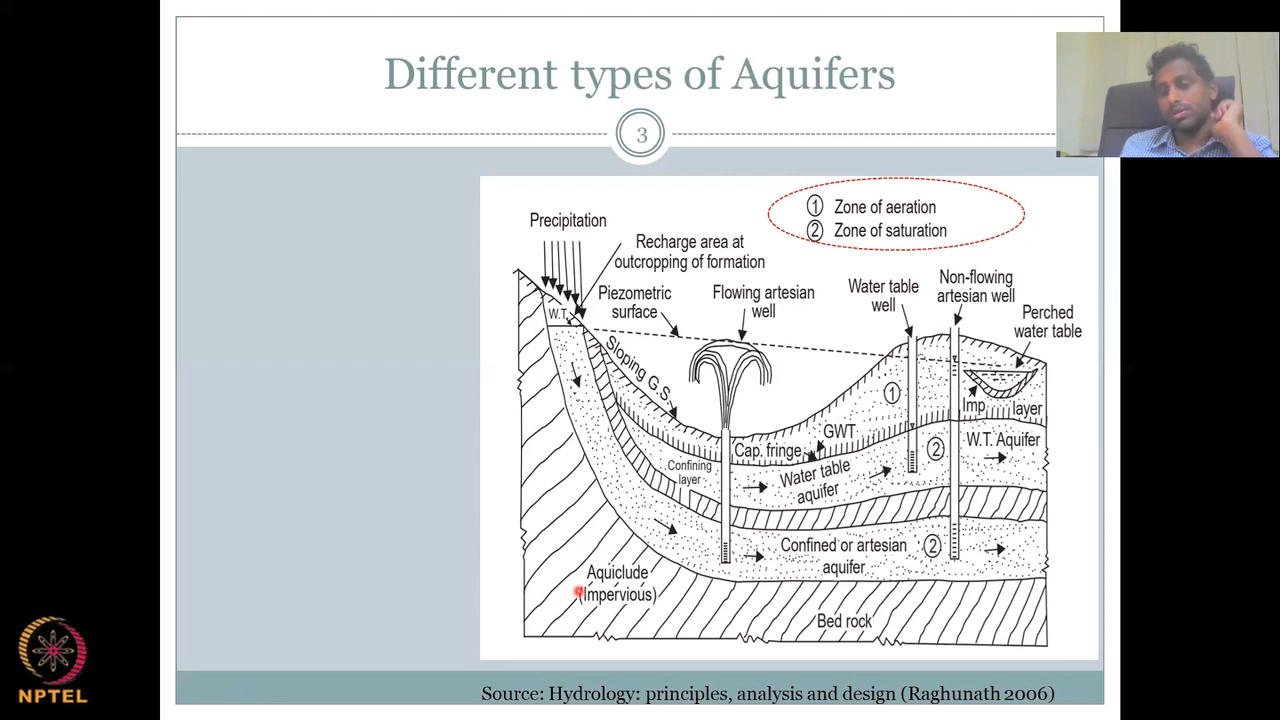 Different types of Aquifers
3
1 Zone of aeration
2 Zone of saturation
Precipitation
Recharge area at
outcropping of formation
W.T.
Piezometric
surface
Flowing artesian
well
Water table
well
Non-flowing
artesian well
Perched
water table
Sloping G.S.
1
Imp layer
GWT
Cap. fringe
Confining
layer
Water table
aquifer
2
W.T. Aquifer
Confined or artesian
aquifer
2
Aquiclude
(Impervious)
Bed rock
NPTEL
Source: Hydrology: principles, analysis and design (Raghunath 2006)